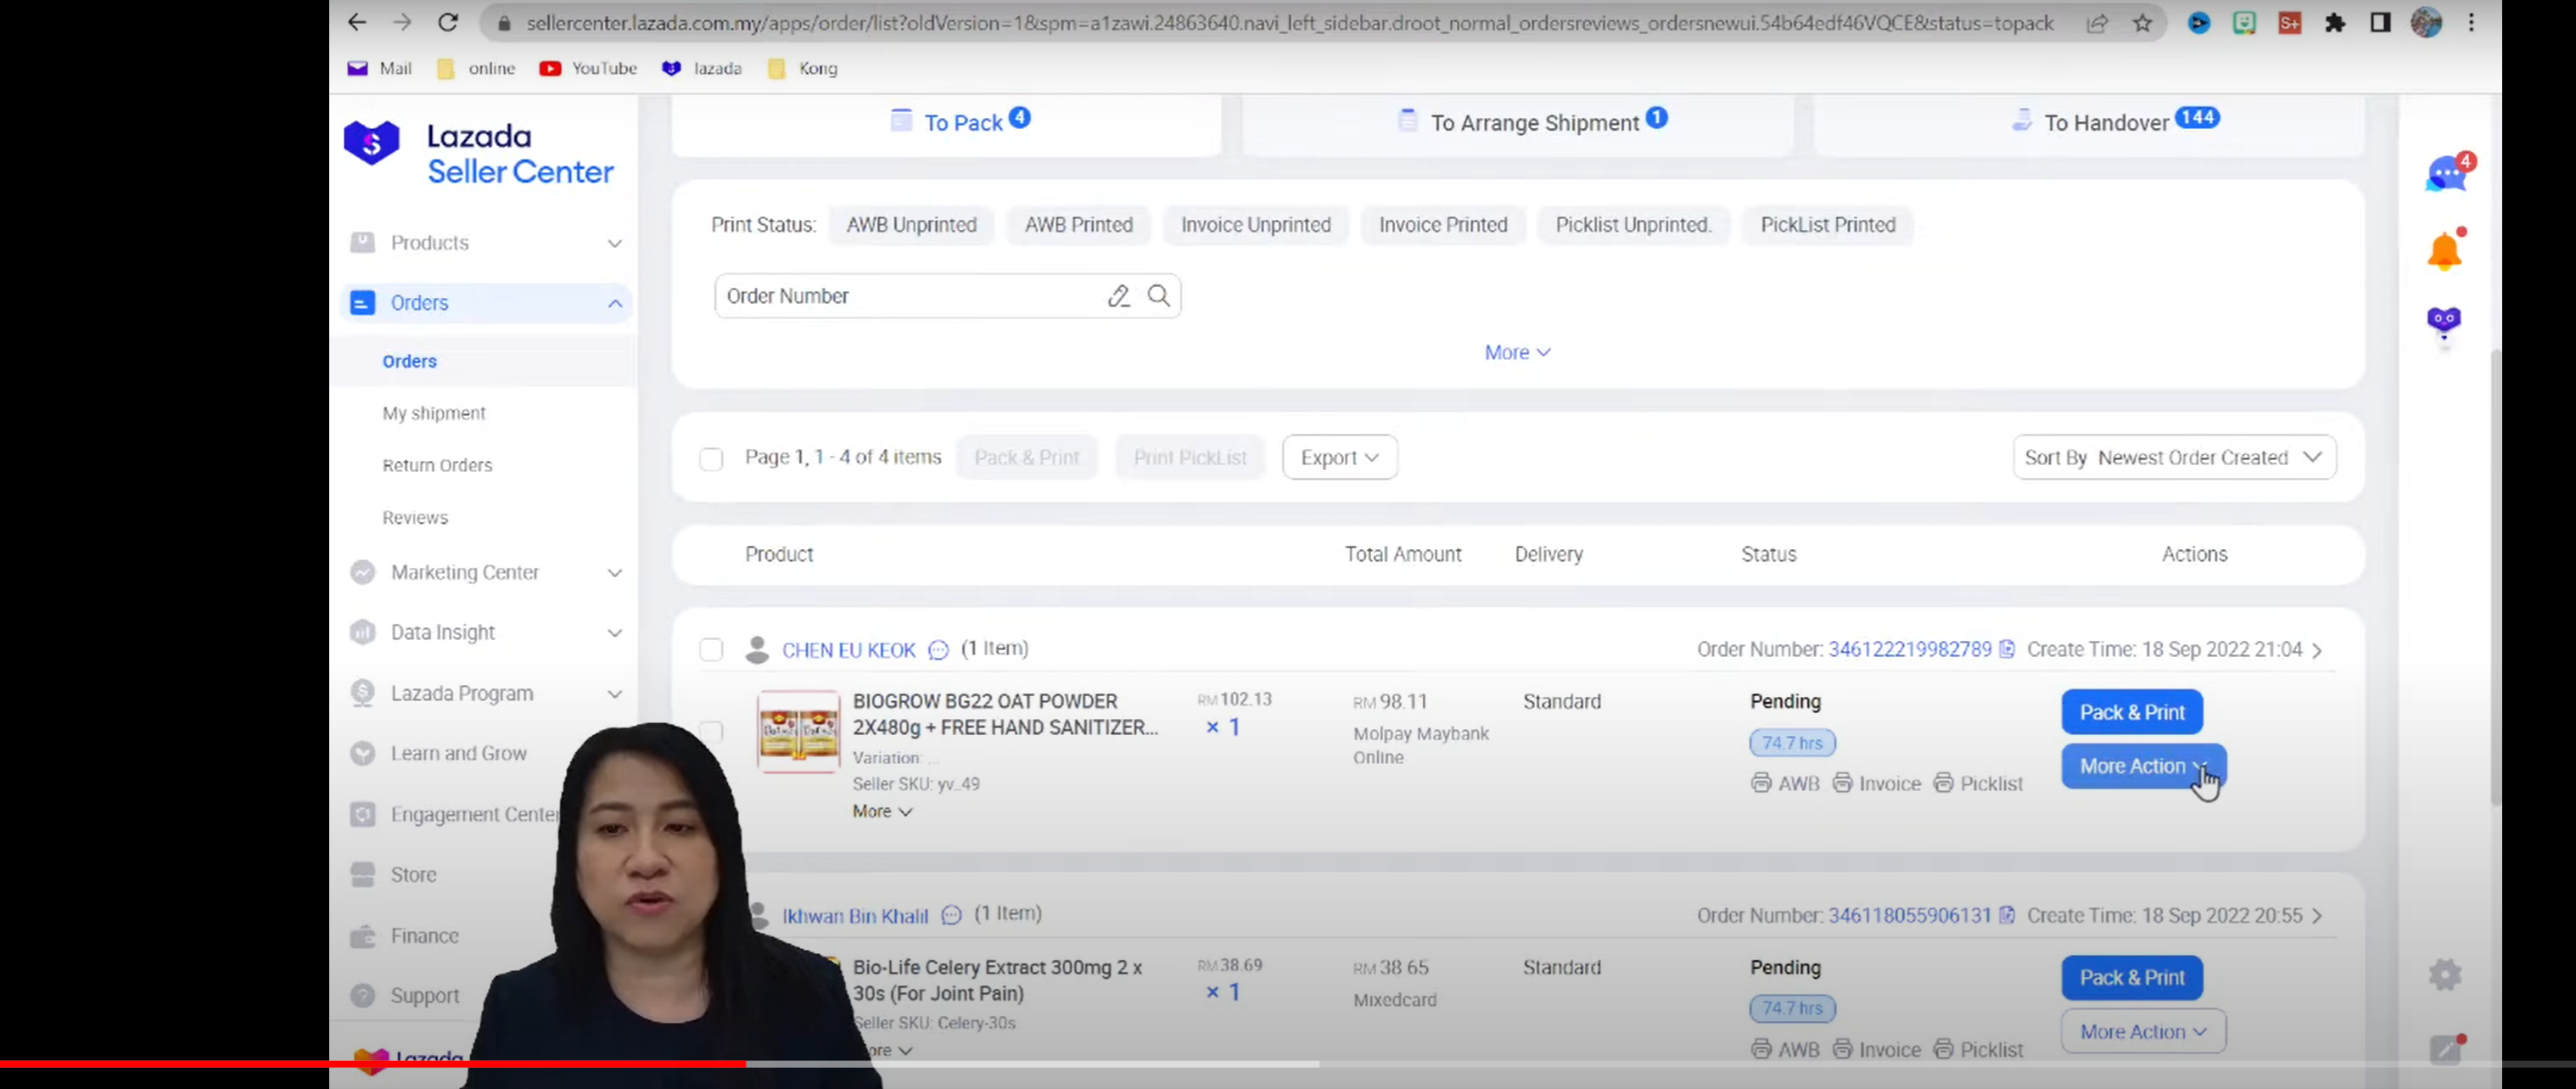 sellercenter.lazada.com.my/apps/order/list?oldVersion=1&spm=a1zawi.24863640.navi_left_sidebar.droot_normal_ordersreviews_ordersnewui.54b64edf46VQCE&status=topack
S+
Mail online YouTube lazada Kong
Lazada
Seller Center
Products
Orders
Orders
My shipment
Return Orders
Reviews
Marketing Center
Data Insight
Lazada Program
Learn and Grow
Engagement Center
Store
Finance
Support
Lazada
To Pack 4
To Arrange Shipment 1
To Handover 144
4
Print Status: AWB Unprinted AWB Printed Invoice Unprinted Invoice Printed Picklist Unprinted. PickList Printed
Order Number
More
Page 1, 1 - 4 of 4 items Pack & Print Print PickList Export Sort By Newest Order Created
Product Total Amount Delivery Status Actions
CHEN EU KEOK (1 Item) Order Number: 346122219982789 Create Time: 18 Sep 2022 21:04
BIOGROW BG22 OAT POWDER
2X480g + FREE HAND SANITIZER...
Variation: ...
Seller SKU: yv_49
More
RM102.13
× 1
RM 98.11
Molpay Maybank
Online
Standard
Pending
74.7 hrs
AWB Invoice Picklist
Pack & Print
More Action
Ikhwan Bin Khalil (1 Item) Order Number: 346118055906131 Create Time: 18 Sep 2022 20:55
Bio-Life Celery Extract 300mg 2 x
30s (For Joint Pain)
Seller SKU: Celery-30s
RM38.69
× 1
RM 38 65
Mixedcard
Standard
Pending
74.7 hrs
AWB Invoice Picklist
Pack & Print
More Action